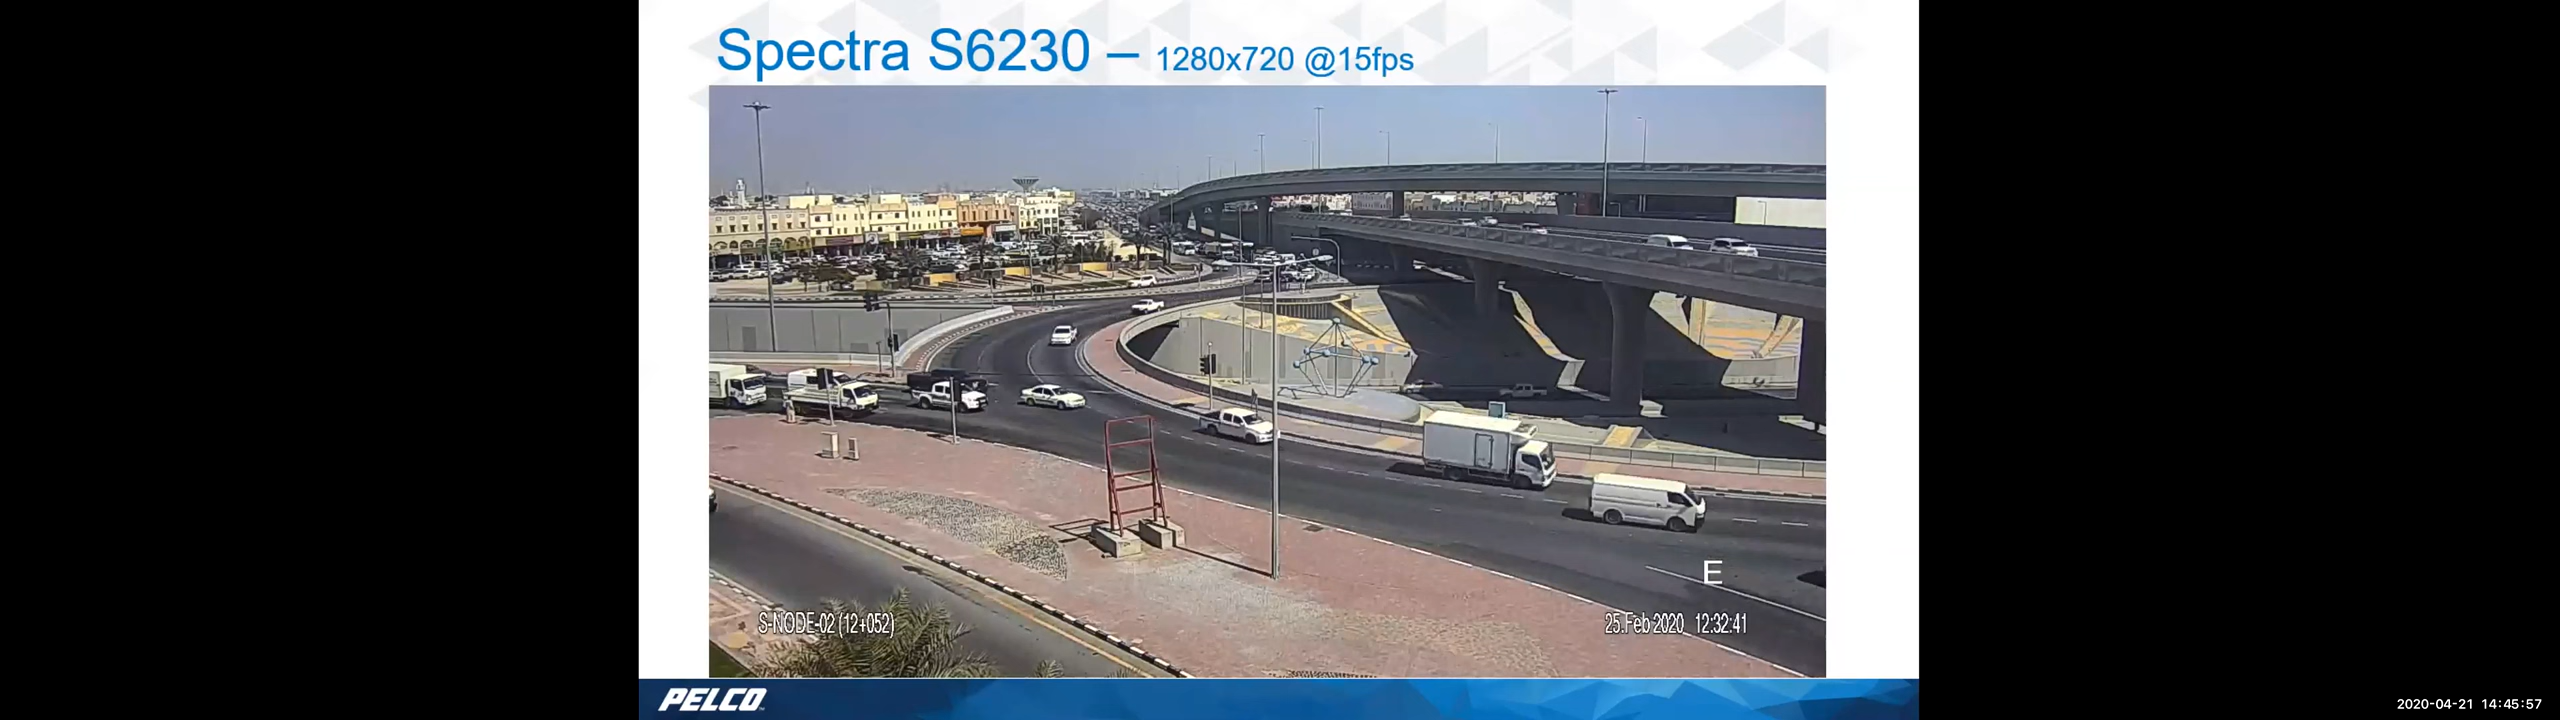 Spectra S6230 – 1280x720 @15fps
E
S-NODE-02 (12+052)
25.Feb 2020 12:32:41
PELCO
2020-04-21 14:45:57